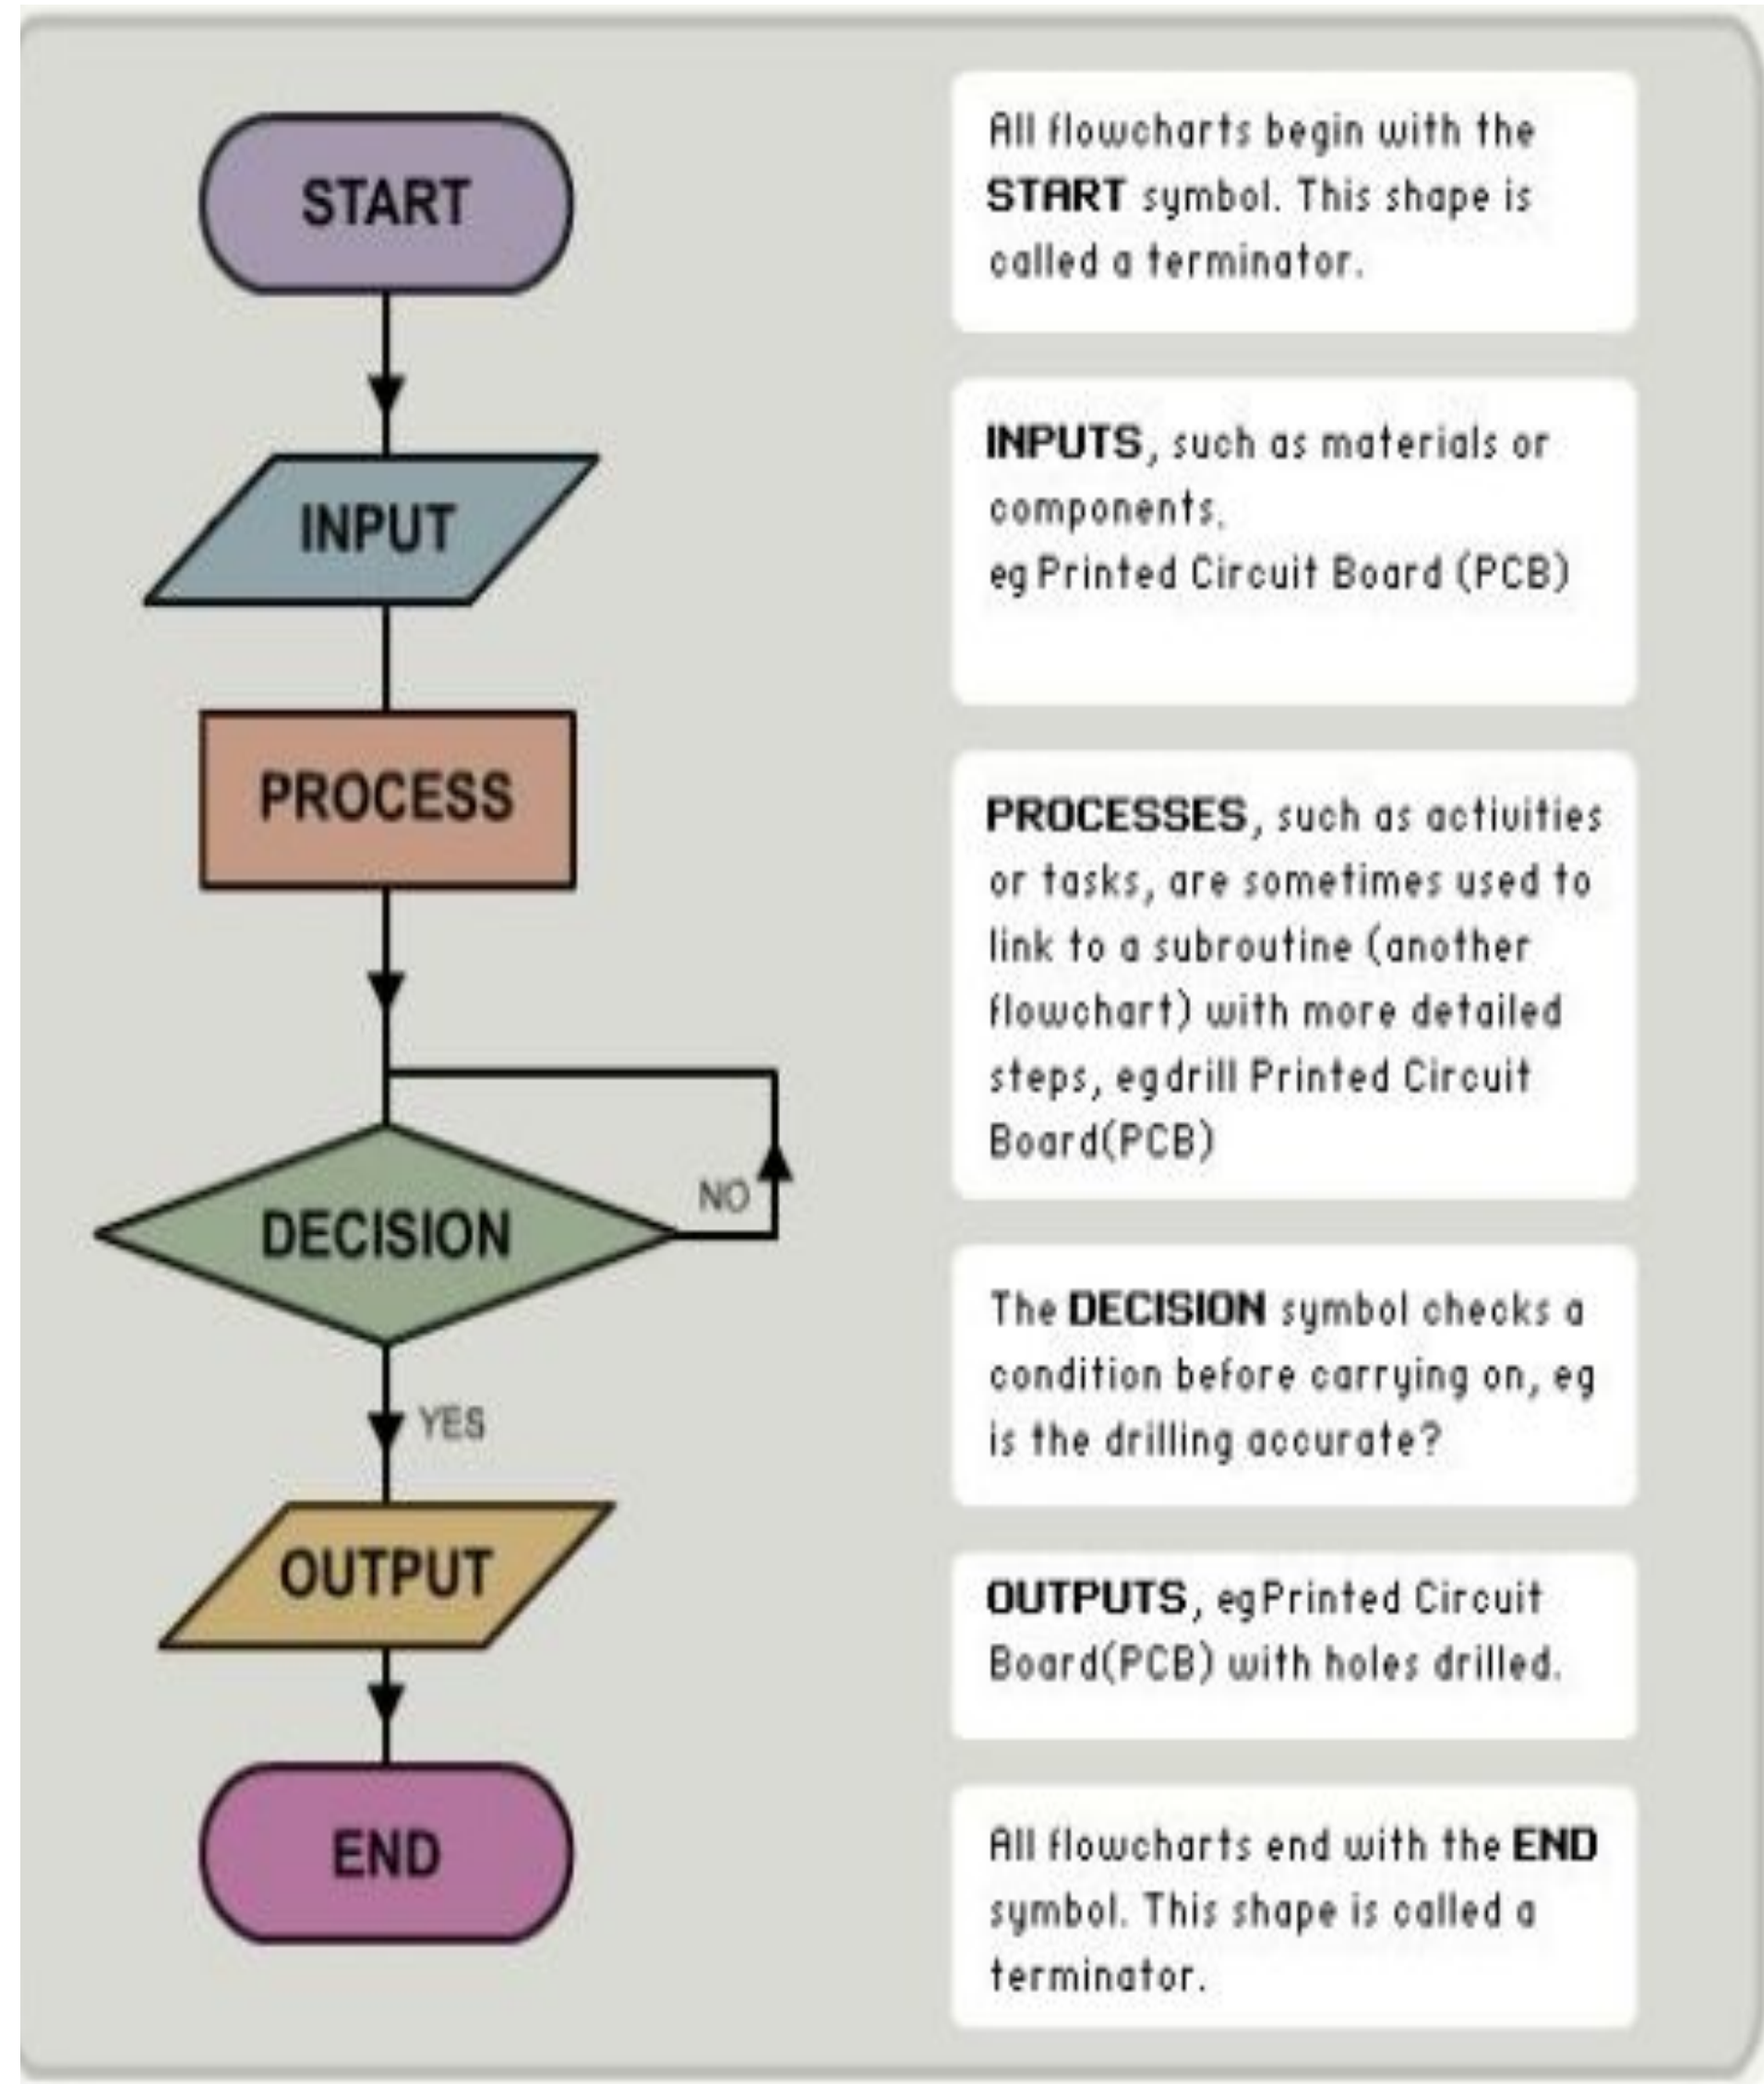 START
INPUT
PROCESS
DECISION
NO
YES
OUTPUT
END
All flowcharts begin with the
START symbol. This shape is
called a terminator.
INPUTS, such as materials or
components.
eg Printed Circuit Board (PCB)
PROCESSES, such as activities
or tasks, are sometimes used to
link to a subroutine (another
flowchart) with more detailed
steps, eg drill Printed Circuit
Board(PCB)
The DECISION symbol checks a
condition before carrying on, eg
is the drilling accurate?
OUTPUTS, eg Printed Circuit
Board(PCB) with holes drilled.
All flowcharts end with the END
symbol. This shape is called a
terminator.